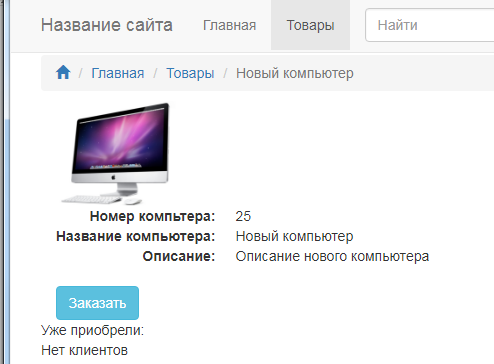 Название сайта Главная Товары Найти
/ Главная / Товары / Новый компьютер
Номер компьтера: 25
Название компьютера: Новый компьютер
Описание: Описание нового компьютера
Заказать
Уже приобрели:
Нет клиентов